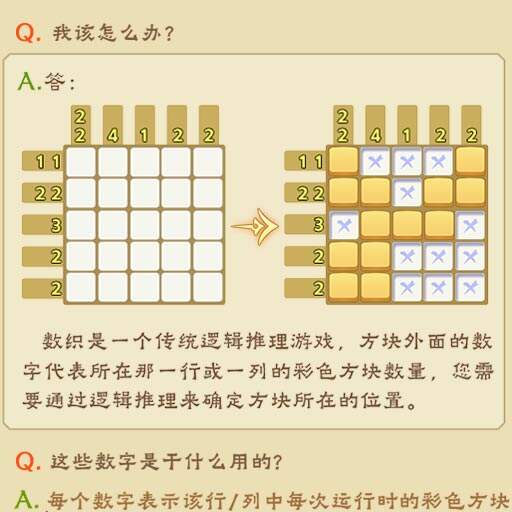 Q. 我该怎么办?
A.答:
2 2
2 4 1 2 2
2 2
2 4 1 2 2
1 1
2 2
3
2
2
1 1
2 2
3
2
2
数织是一个传统逻辑推理游戏,方块外面的数
字代表所在那一行或一列的彩色方块数量,您需
要通过逻辑推理来确定方块所在的位置。
Q. 这些数字是干什么用的?
A. 每个数字表示该行/列中每次运行时的彩色方块